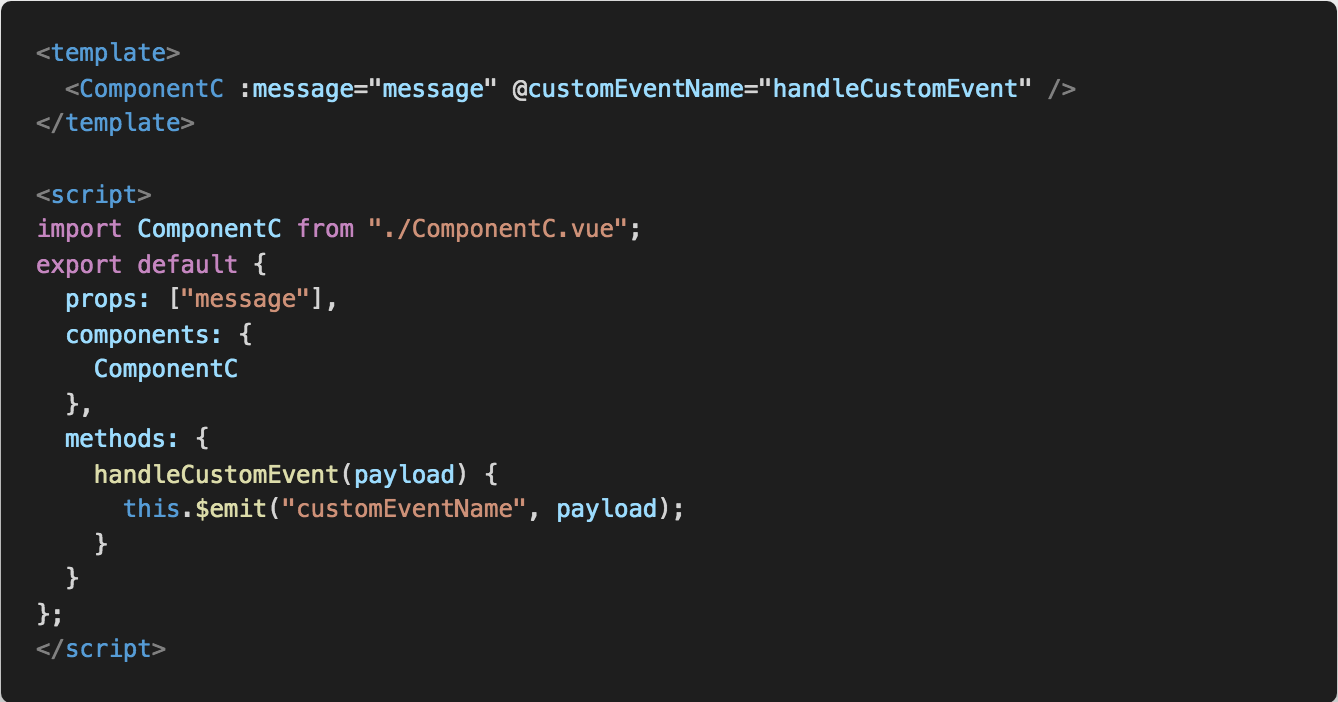 <template>
  <ComponentC :message="message" @customEventName="handleCustomEvent" />
</template>

<script>
import ComponentC from "./ComponentC.vue";
export default {
  props: ["message"],
  components: {
    ComponentC
  },
  methods: {
    handleCustomEvent(payload) {
      this.$emit("customEventName", payload);
    }
  }
};
</script>